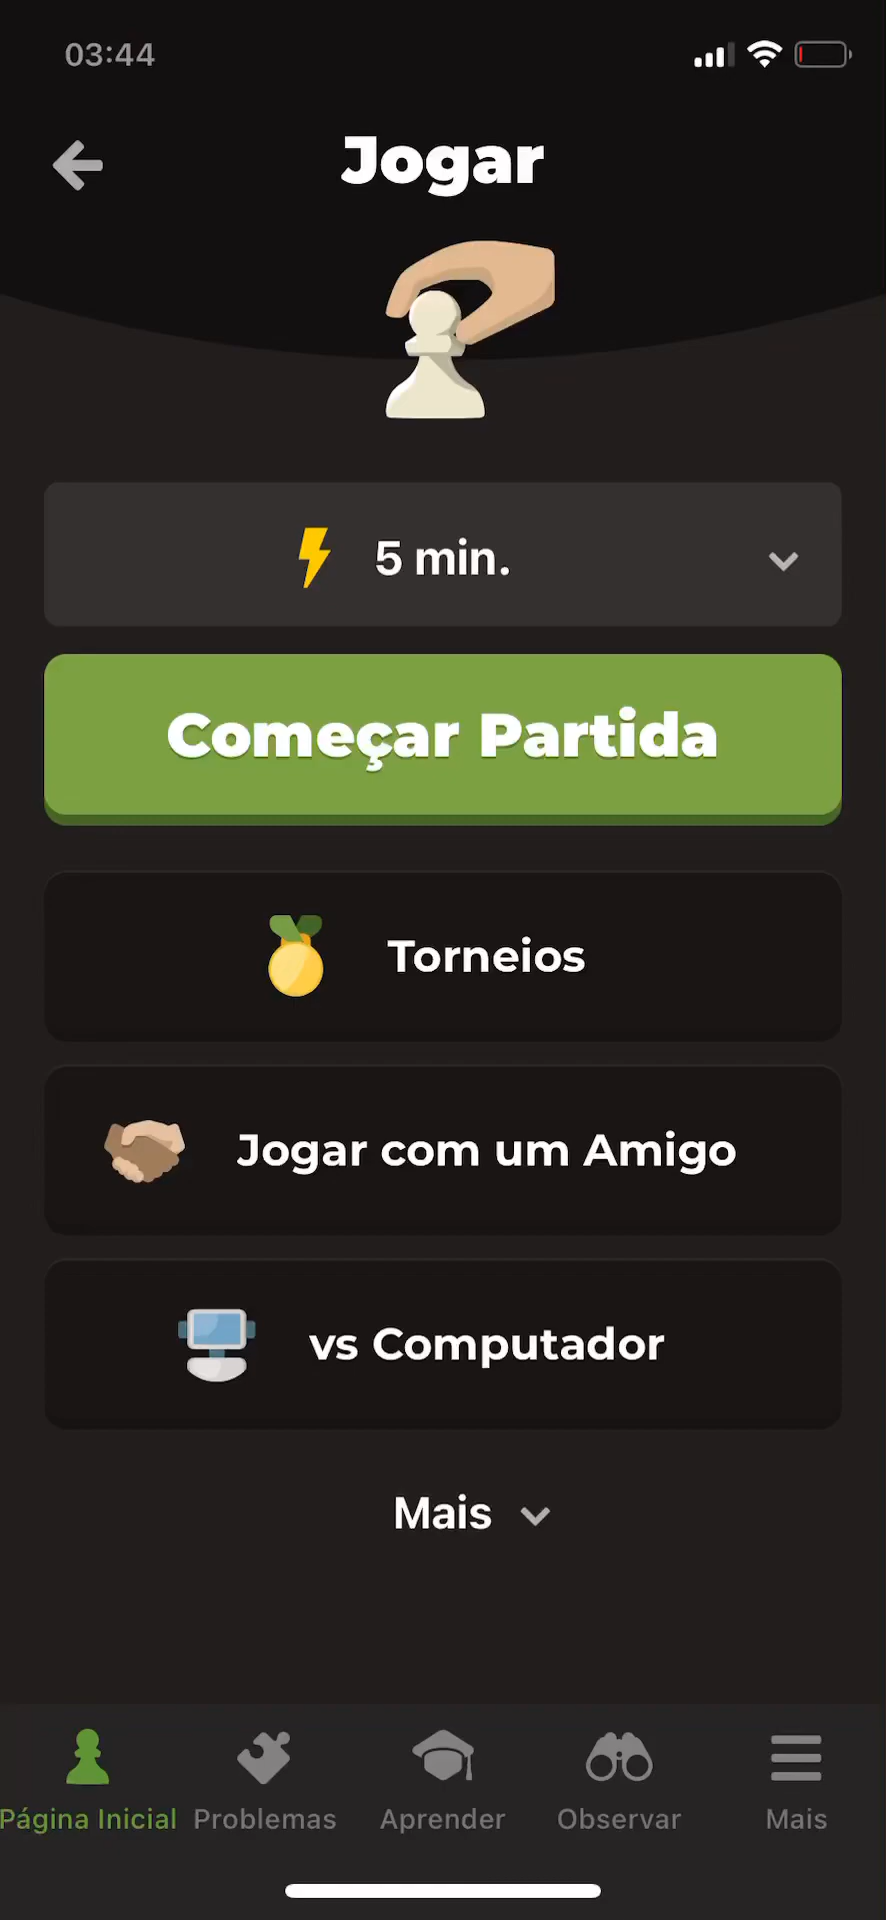 03:44
Jogar
5 min.
Começar Partida
Torneios
Jogar com um Amigo
vs Computador
Mais
Página Inicial
Problemas
Aprender
Observar
Mais